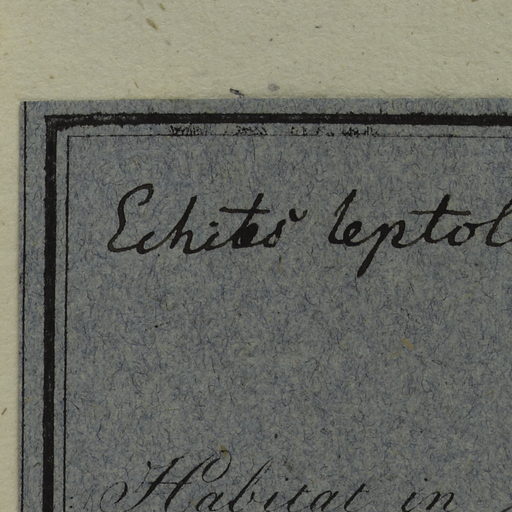 Echites leptol
Habitat in